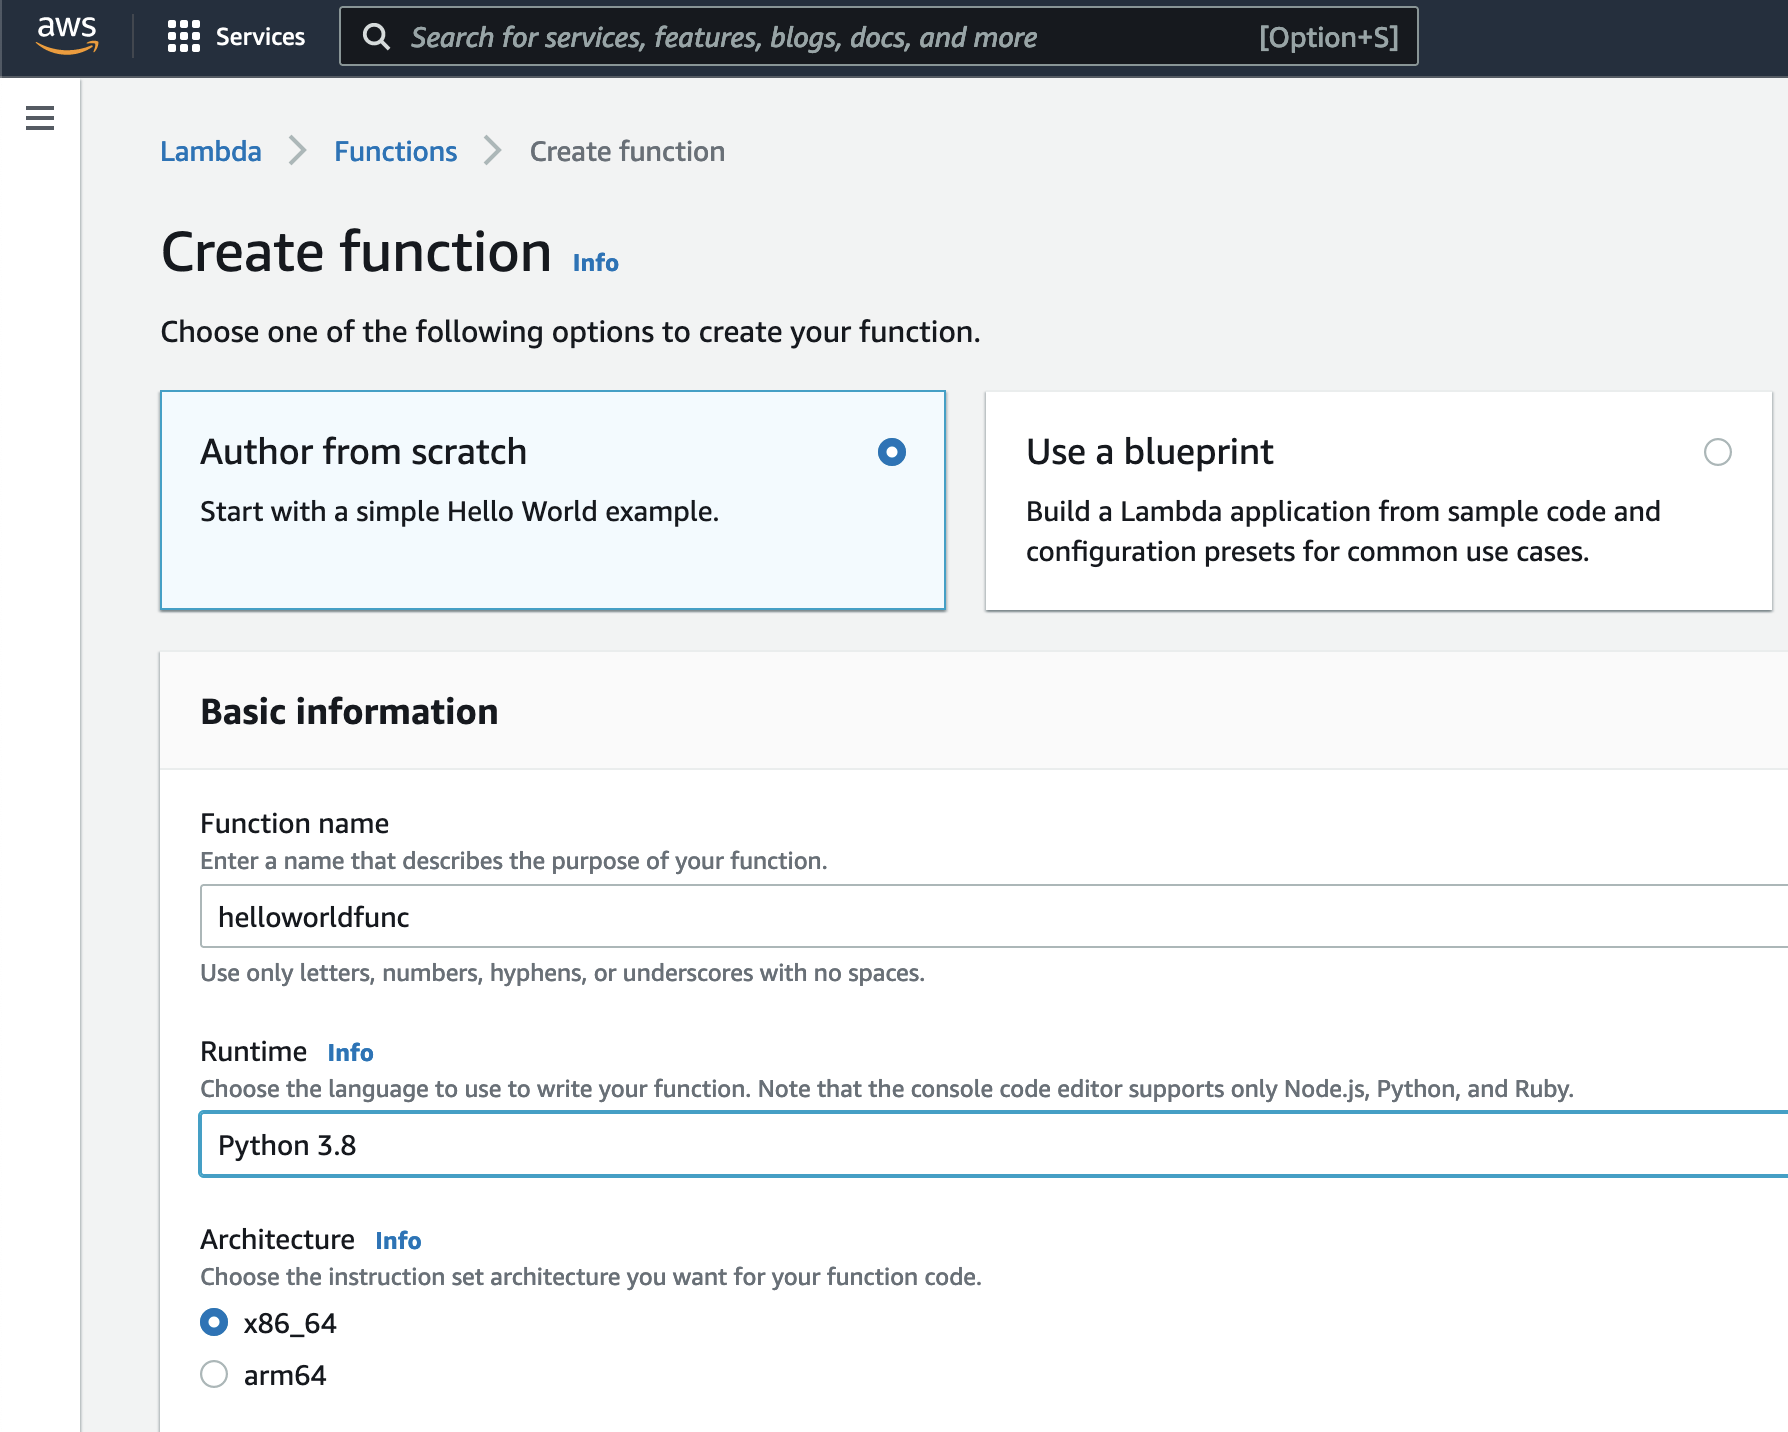 aws Services Search for services, features, blogs, docs, and more [Option+S]
Lambda Functions Create function
Create function Info
Choose one of the following options to create your function.
Author from scratch
Start with a simple Hello World example.
Use a blueprint
Build a Lambda application from sample code and
configuration presets for common use cases.
Basic information
Function name
Enter a name that describes the purpose of your function.
helloworldfunc
Use only letters, numbers, hyphens, or underscores with no spaces.
Runtime Info
Choose the language to use to write your function. Note that the console code editor supports only Node.js, Python, and Ruby.
Python 3.8
Architecture Info
Choose the instruction set architecture you want for your function code.
x86_64
arm64